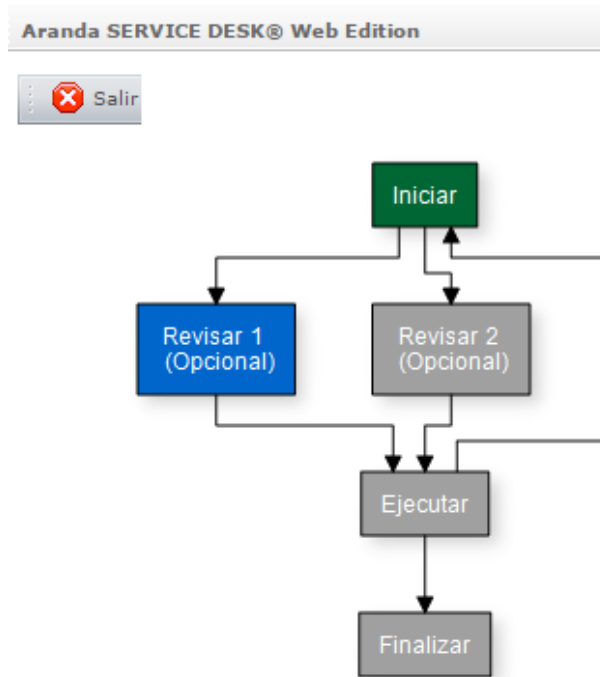 Aranda SERVICE DESK® Web Edition
Salir
Iniciar
Revisar 1
(Opcional)
Revisar 2
(Opcional)
Ejecutar
Finalizar